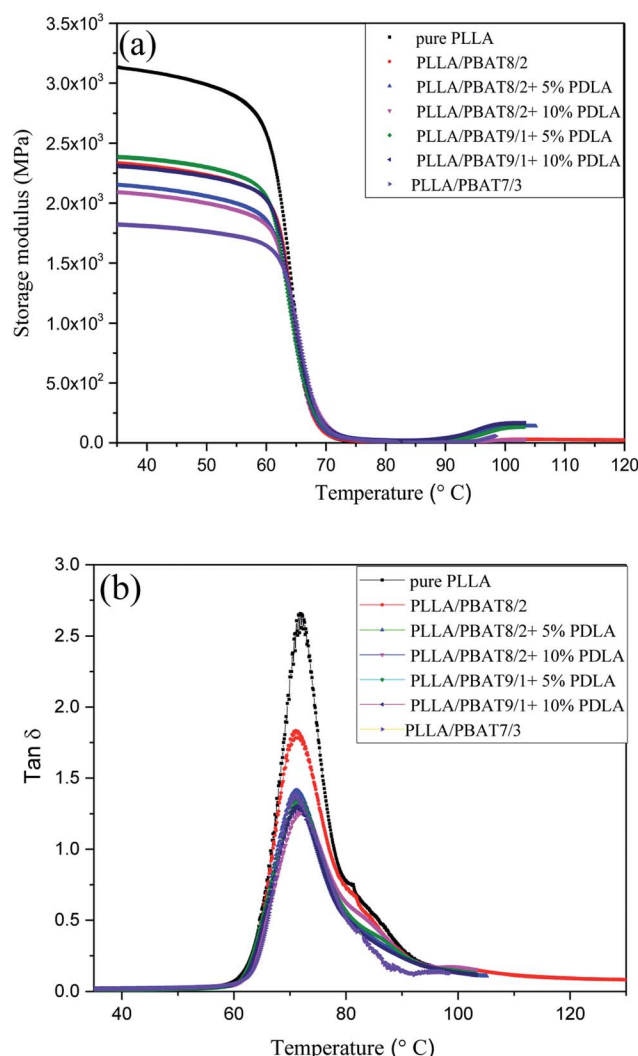 (a)
3.5x10³
3.0x10³
2.5x10³
2.0x10³
1.5x10³
1.0x10³
5.0x10²
0.0
Storage modulus (MPa)
pure PLLA
PLLA/PBAT8/2
PLLA/PBAT8/2+ 5% PDLA
PLLA/PBAT8/2+ 10% PDLA
PLLA/PBAT9/1+ 5% PDLA
PLLA/PBAT9/1+ 10% PDLA
PLLA/PBAT7/3
40 50 60 70 80 90 100 110 120
Temperature (° C)
(b)
3.0
2.5
2.0
1.5
1.0
0.5
0.0
Tan δ
pure PLLA
PLLA/PBAT8/2
PLLA/PBAT8/2+ 5% PDLA
PLLA/PBAT8/2+ 10% PDLA
PLLA/PBAT9/1+ 5% PDLA
PLLA/PBAT9/1+ 10% PDLA
PLLA/PBAT7/3
40 60 80 100 120
Temperature (° C)